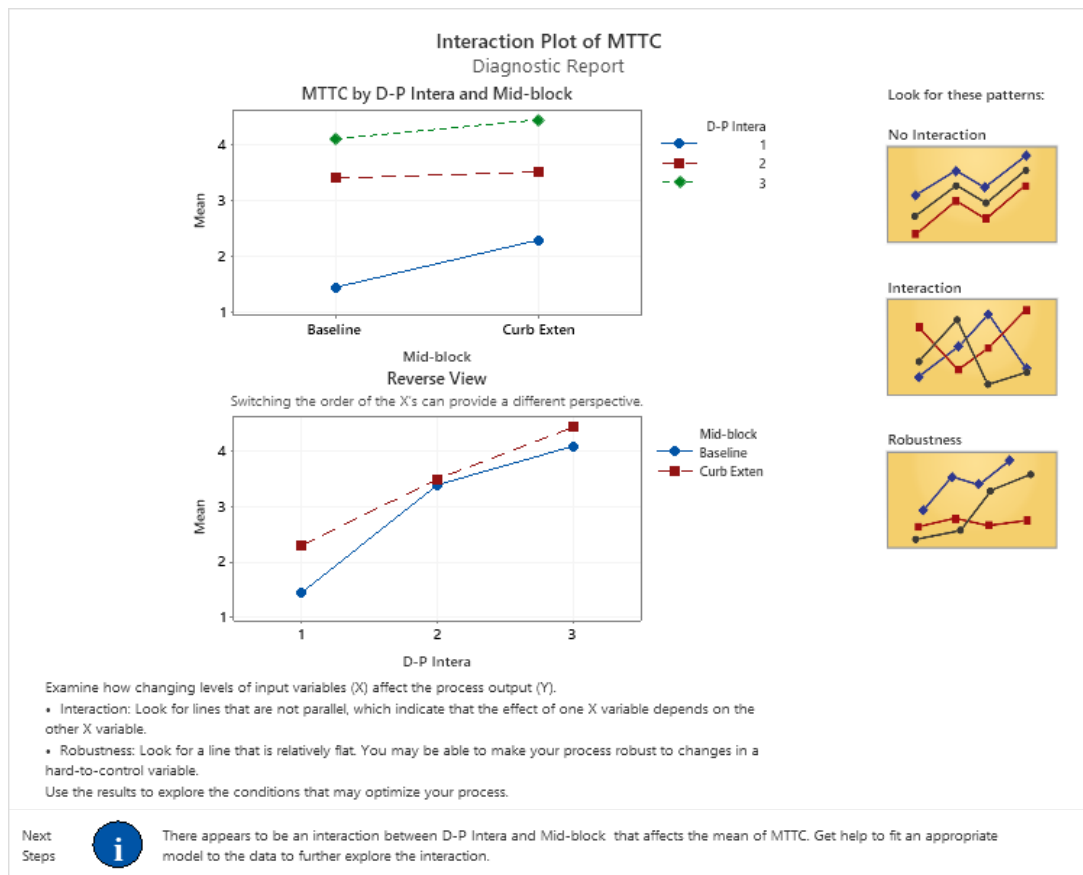 Interaction Plot of MTTC
Diagnostic Report
MTTC by D-P Intera and Mid-block
Mean
4
3
2
1
Baseline
Curb Exten
Mid-block
D-P Intera
1
2
3
Reverse View
Switching the order of the X's can provide a different perspective.
Mean
4
3
2
1
1
2
3
D-P Intera
Mid-block
Baseline
Curb Exten
Look for these patterns:
No Interaction
Interaction
Robustness
Examine how changing levels of input variables (X) affect the process output (Y).
• Interaction: Look for lines that are not parallel, which indicate that the effect of one X variable depends on the
other X variable.
• Robustness: Look for a line that is relatively flat. You may be able to make your process robust to changes in a
hard-to-control variable.
Use the results to explore the conditions that may optimize your process.
Next
Steps
i
There appears to be an interaction between D-P Intera and Mid-block that affects the mean of MTTC. Get help to fit an appropriate
model to the data to further explore the interaction.